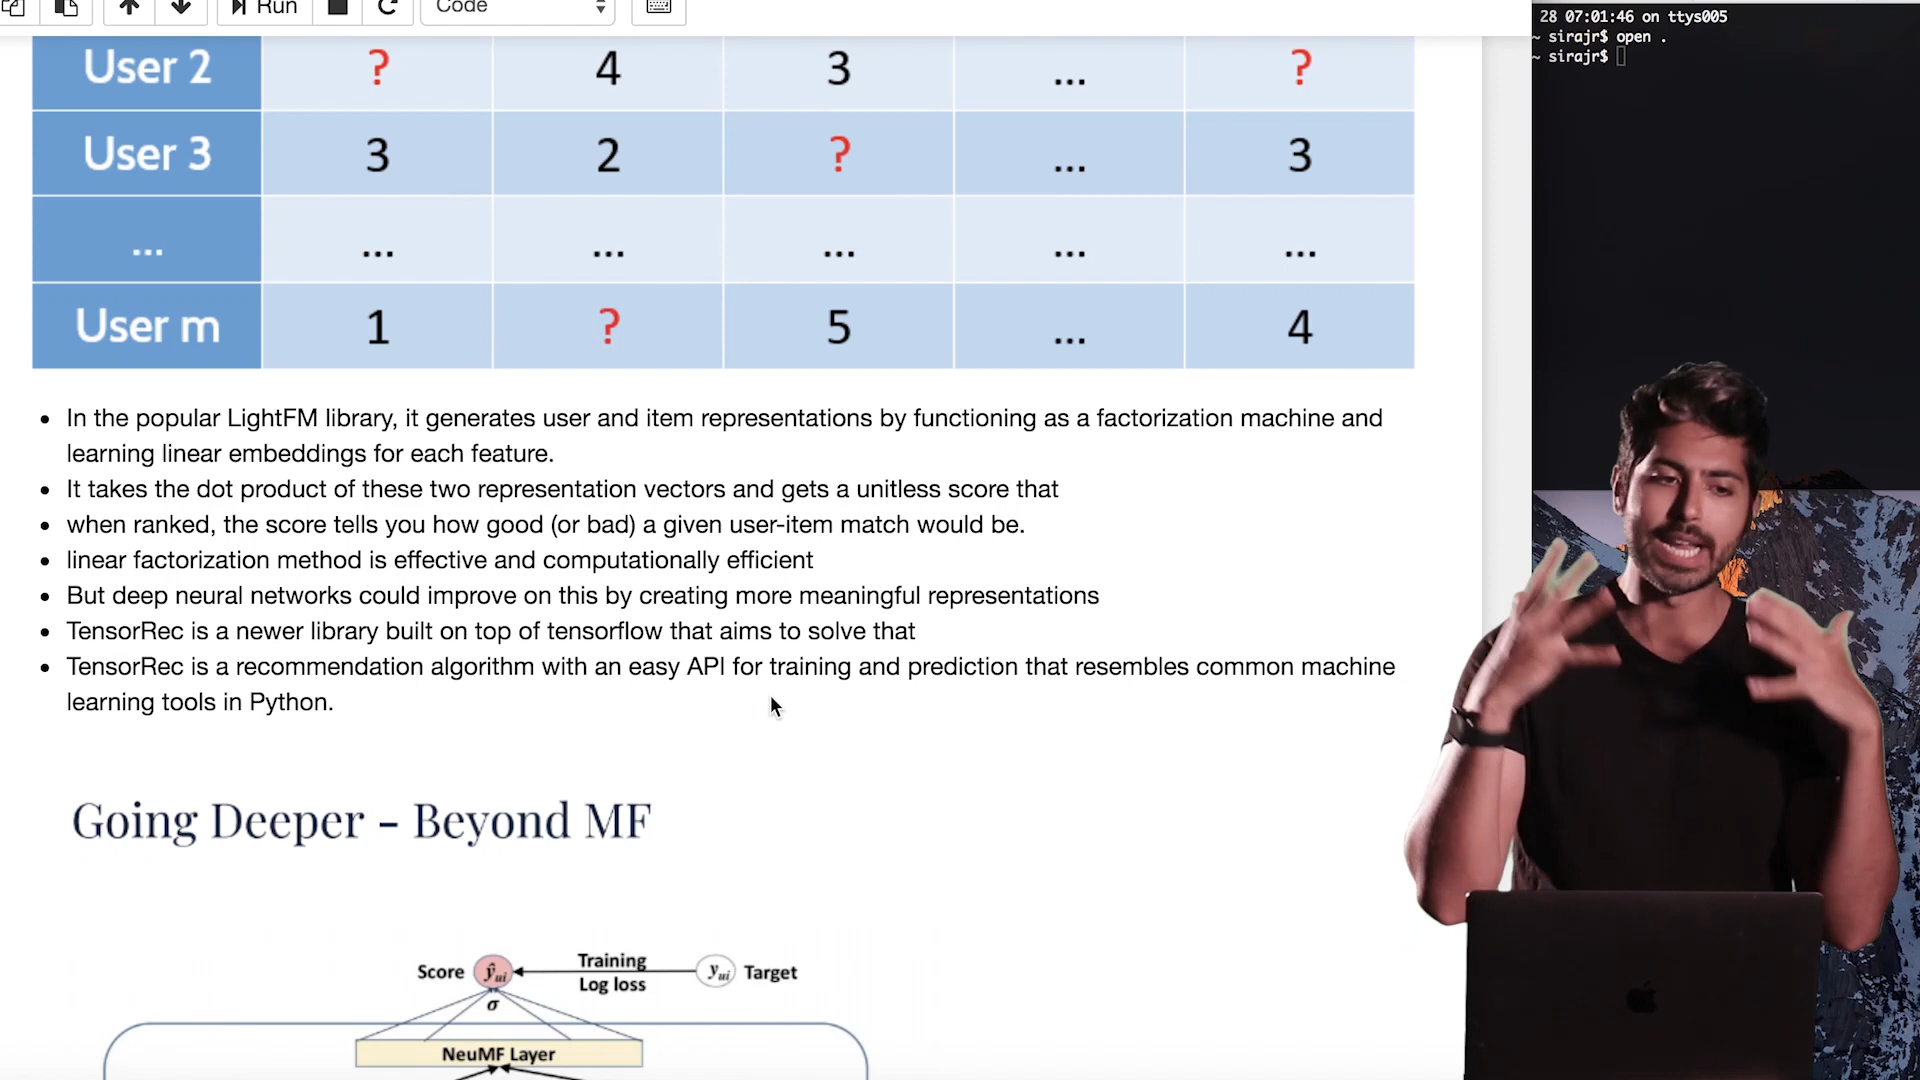 Run
Code
28 07:01:46 on ttys005
~ sirajr$ open .
~ sirajr$
User 2 ? 4 3 ... ?
User 3 3 2 ? ... 3
... ... ... ... ... ...
User m 1 ? 5 ... 4
• In the popular LightFM library, it generates user and item representations by functioning as a factorization machine and
learning linear embeddings for each feature.
• It takes the dot product of these two representation vectors and gets a unitless score that
• when ranked, the score tells you how good (or bad) a given user-item match would be.
• linear factorization method is effective and computationally efficient
• But deep neural networks could improve on this by creating more meaningful representations
• TensorRec is a newer library built on top of tensorflow that aims to solve that
• TensorRec is a recommendation algorithm with an easy API for training and prediction that resembles common machine
learning tools in Python.
Going Deeper – Beyond MF
Score ŷui Training yui Target
Log loss
σ
NeuMF Layer